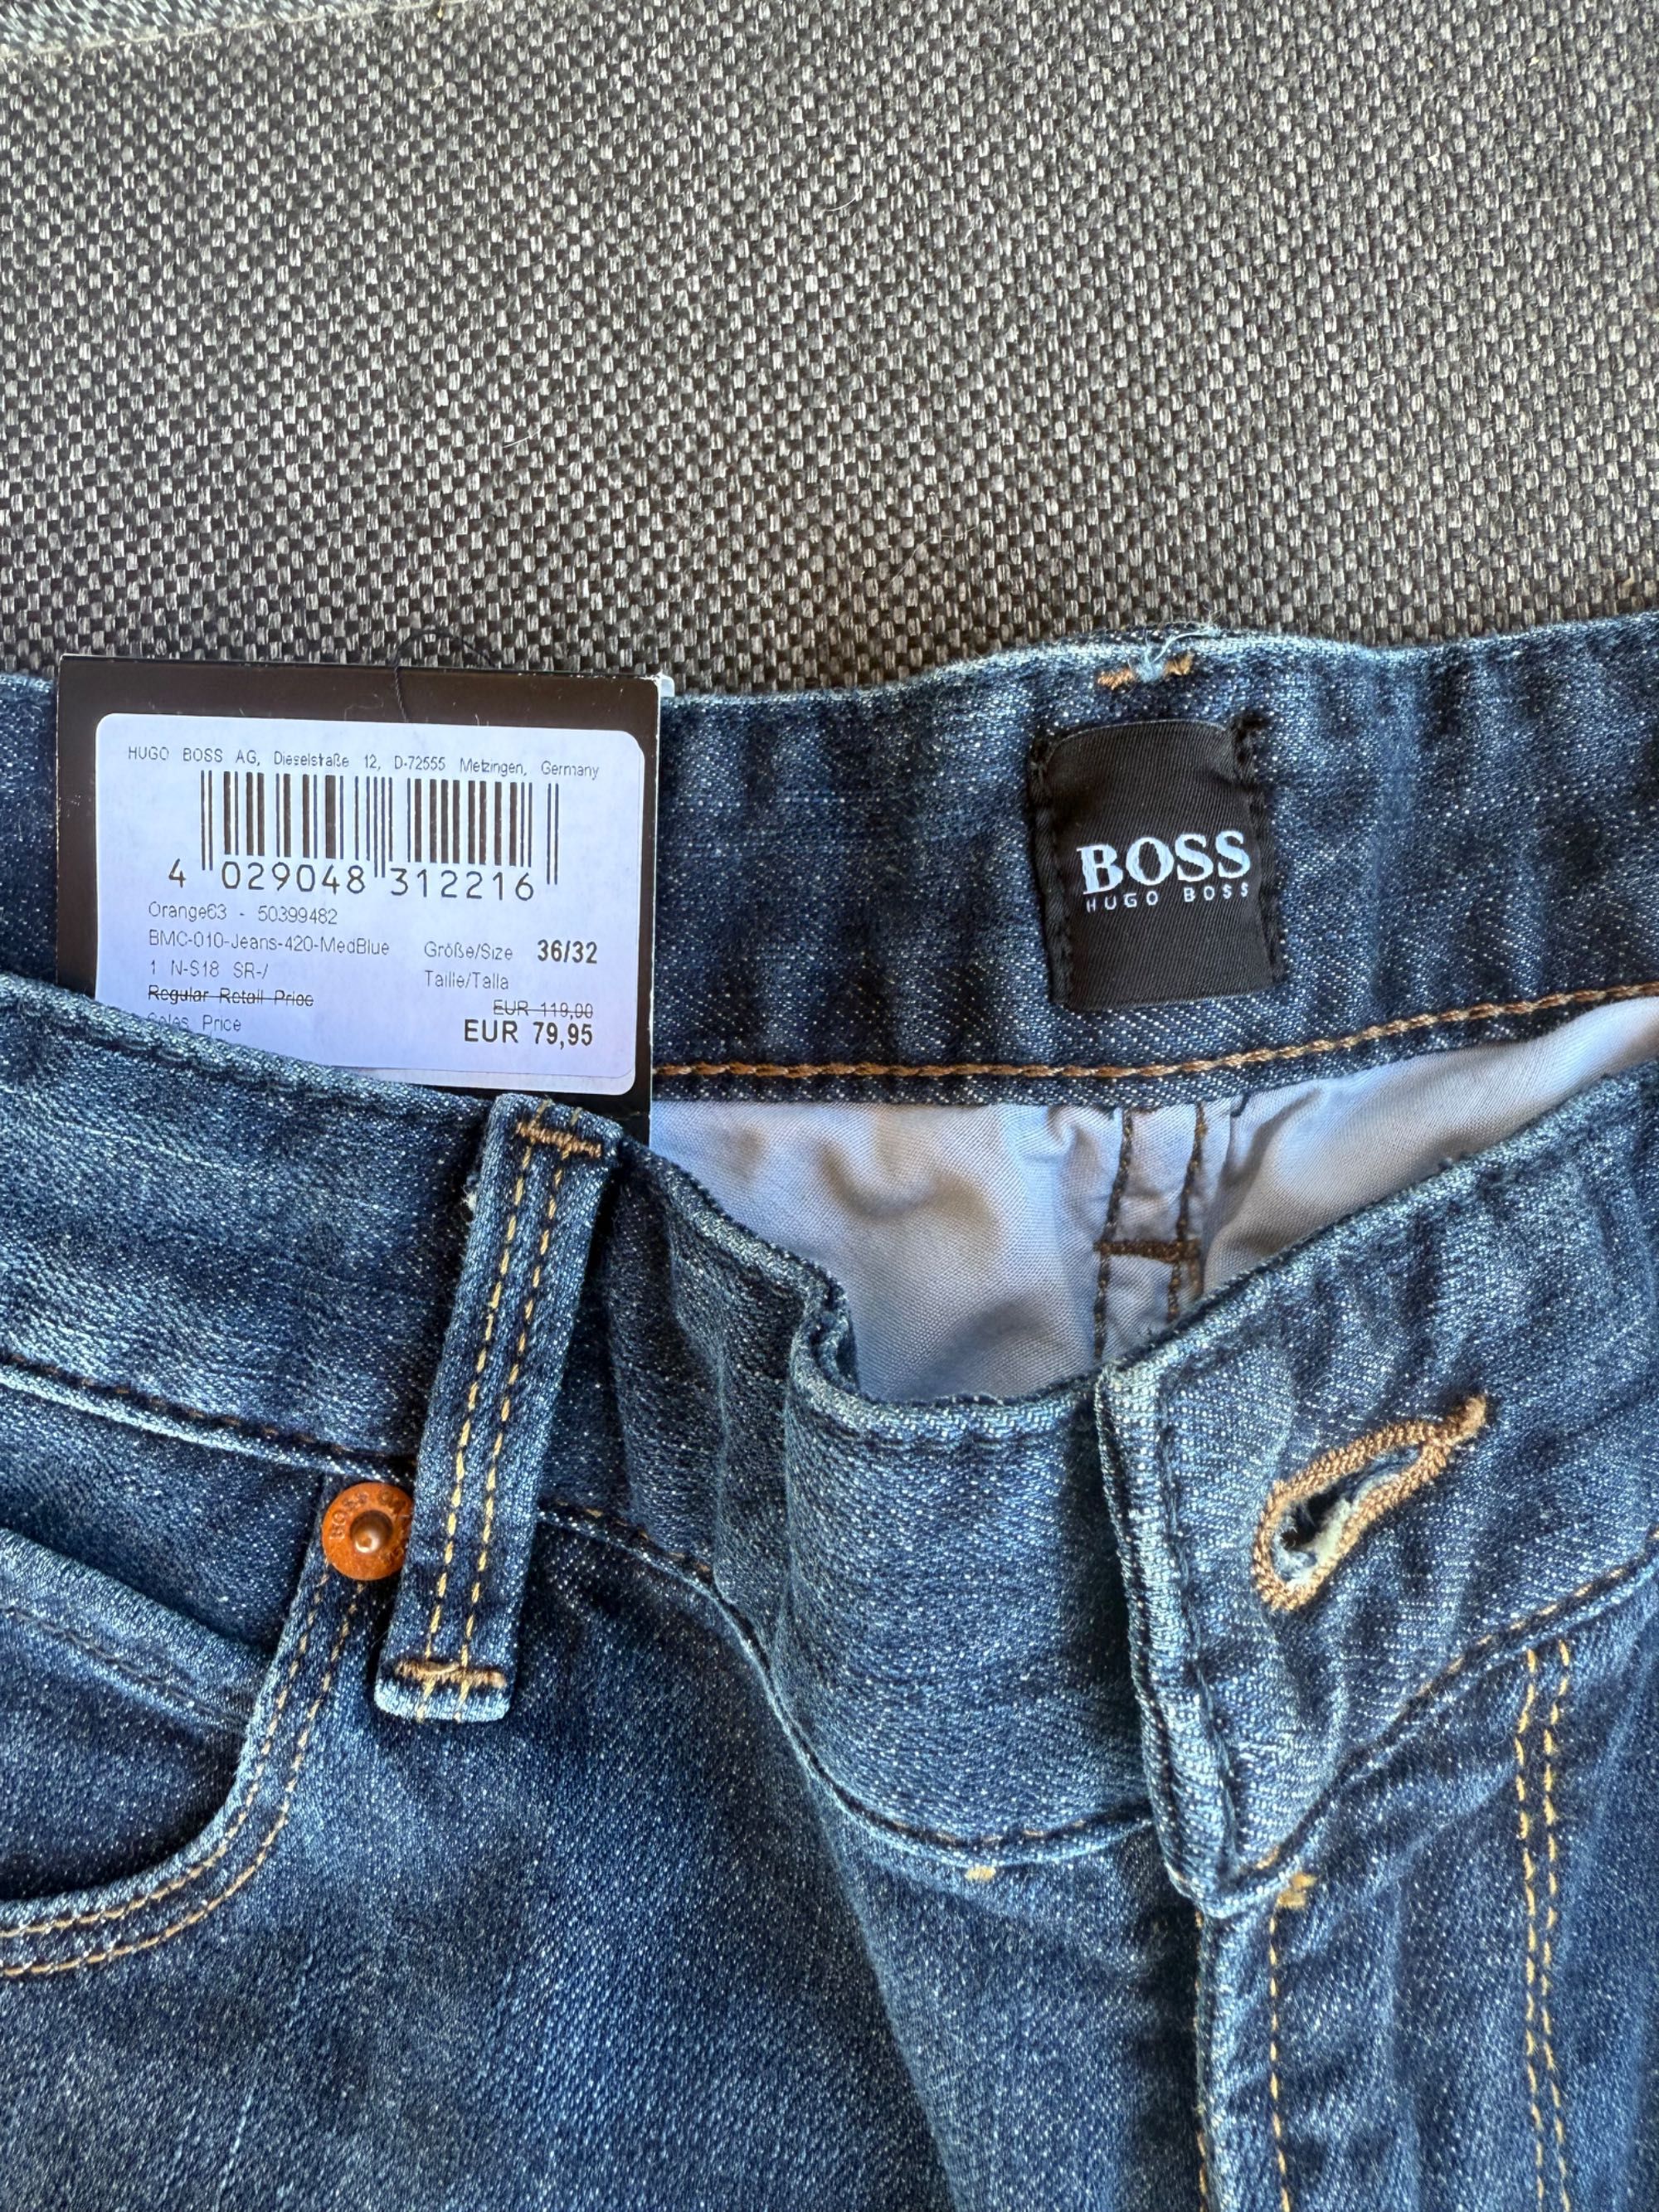 HUGO BOSS AG, Dieselstraße 12, D-72555 Metzingen, Germany
4 029048 312216
Orange63 - 50399482
BMC-010-Jeans-420-MedBlue Größe/Size 36/32
1 N-S18 SR-/ Taille/Talla
Regular Retail Price EUR 119,00
Sales Price EUR 79,95
BOSS
HUGO BOSS
BOSS